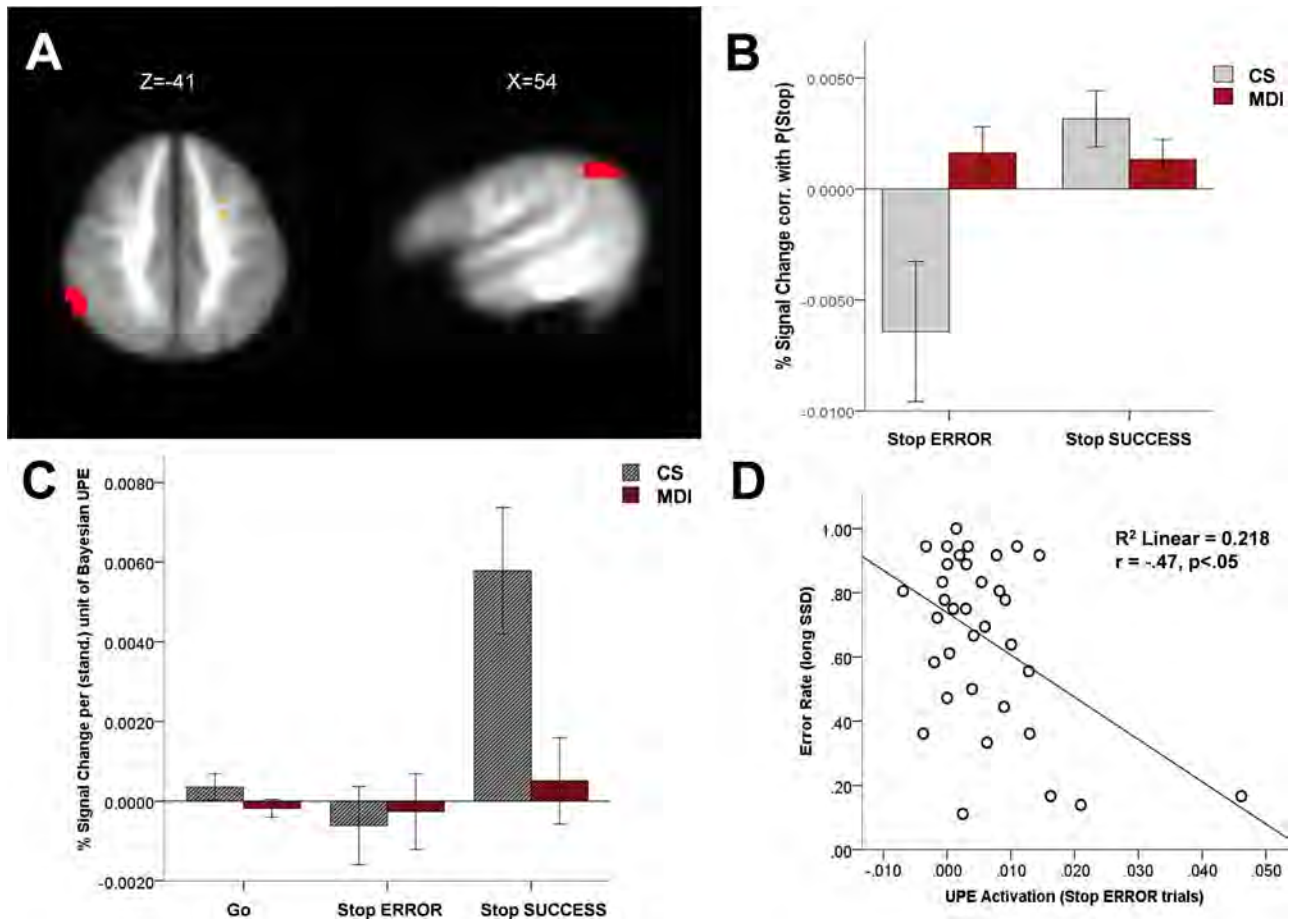 A
Z=-41
X=54
B
CS
MDI
% Signal Change corr. with P(Stop)
0.0050
0.0000
-0.0050
-0.0100
Stop ERROR
Stop SUCCESS
C
CS
MDI
% Signal Change per (stand.) unit of Bayesian UPE
0.0080
0.0060
0.0040
0.0020
0.0000
-0.0020
Go
Stop ERROR
Stop SUCCESS
D
R² Linear = 0.218
r = -.47, p<.05
Error Rate (long SSD)
1.00
.80
.60
.40
.20
.00
-.010
.000
.010
.020
.030
.040
.050
UPE Activation (Stop ERROR trials)